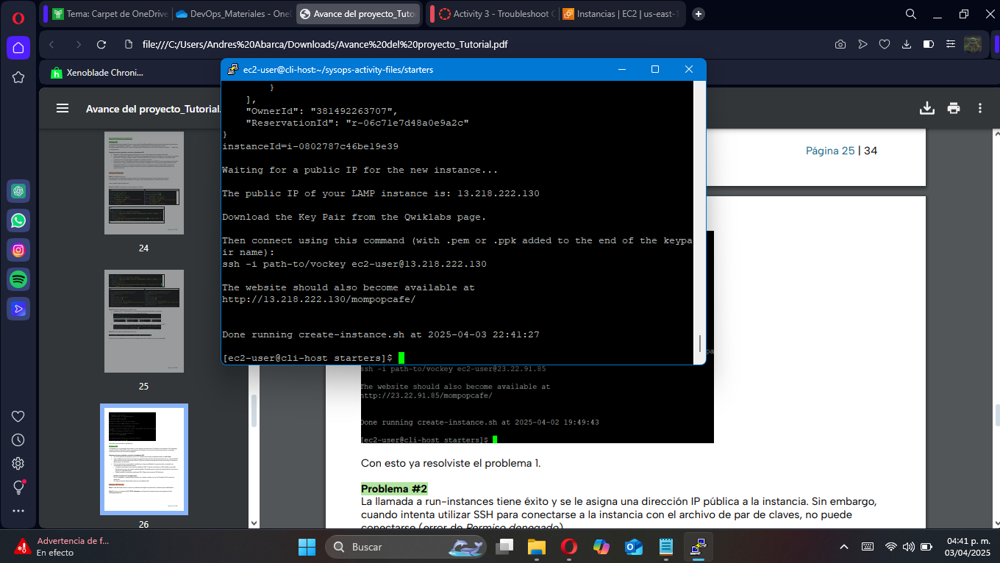 Tema: Carpet de OneDrive
DevOps_Materiales - One
Avance del proyecto_Tuto
Activity 3 - Troubleshoot C
Instancias | EC2 | us-east-1
file:///C:/Users/Andres%20Abarca/Downloads/Avance%20del%20proyecto_Tutorial.pdf
Xenoblade Chroni...
Avance del proyecto_Tutorial.
ec2-user@cli-host:~/sysops-activity-files/starters
}
],
"OwnerId": "381492263707",
"ReservationId": "r-06c71e7d48a0e9a2c"
}
instanceId=i-0802787c46be19e39
Waiting for a public IP for the new instance...
The public IP of your LAMP instance is: 13.218.222.130
Download the Key Pair from the Qwiklabs page.
Then connect using this command (with .pem or .ppk added to the end of the keypa
ir name):
ssh -i path-to/vockey ec2-user@13.218.222.130
The website should also become available at
http://13.218.222.130/mompopcafe/
Done running create-instance.sh at 2025-04-03 22:41:27
[ec2-user@cli-host starters]$
24
25
26
Página 25 | 34
pa
ssh -i path-to/vockey ec2-user@23.22.91.85
The website should also become available at
http://23.22.91.85/mompopcafe/
Done running create-instance.sh at 2025-04-02 19:49:43
[ec2-user@cli-host starters]$
Con esto ya resolviste el problema 1.
Problema #2
La llamada a run-instances tiene éxito y se le asigna una dirección IP pública a la instancia. Sin embargo,
cuando intenta utilizar SSH para conectarse a la instancia con el archivo de par de claves, no puede
conectarse (error de Permiso denegado)
Advertencia de f...
En efecto
Buscar
04:41 p. m.
03/04/2025